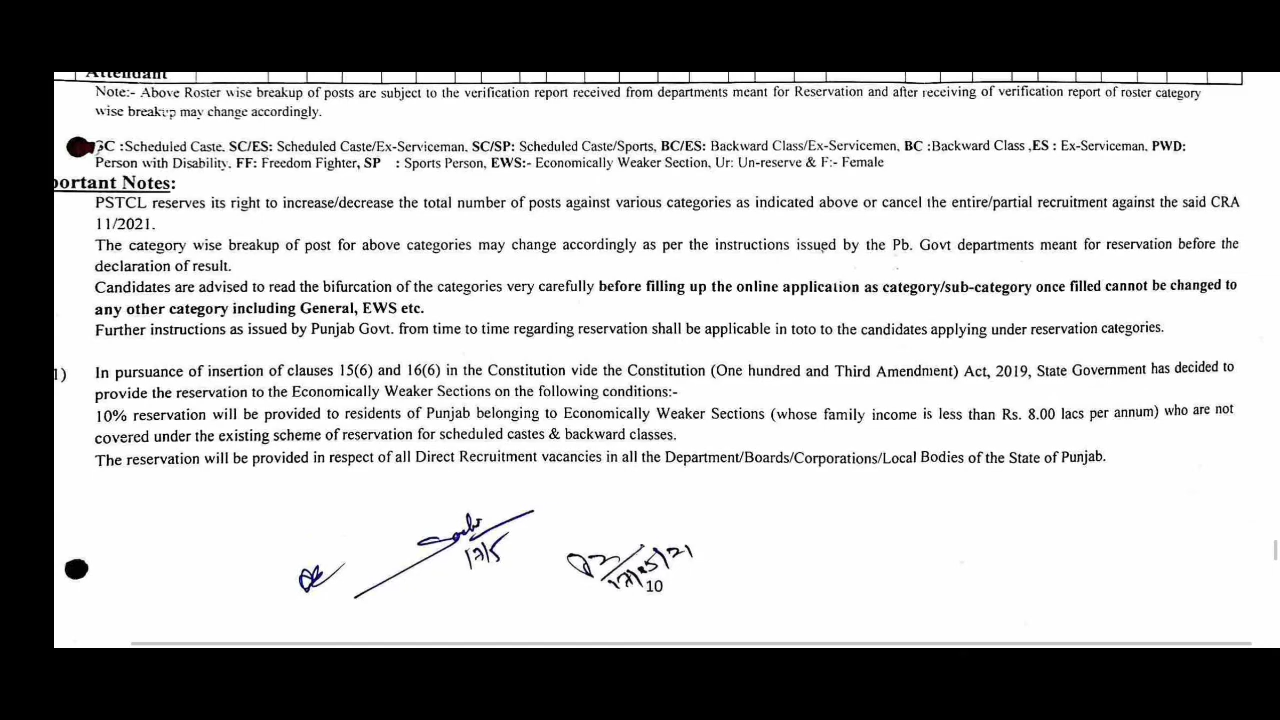 Attendant
Note:- Above Roster wise breakup of posts are subject to the verification report received from departments meant for Reservation and after receiving of verification report of roster category
wise breakup may change accordingly.
SC :Scheduled Caste, SC/ES: Scheduled Caste/Ex-Serviceman, SC/SP: Scheduled Caste/Sports, BC/ES: Backward Class/Ex-Servicemen, BC :Backward Class ,ES : Ex-Serviceman, PWD:
Person with Disability, FF: Freedom Fighter, SP : Sports Person, EWS:- Economically Weaker Section, Ur: Un-reserve & F:- Female
portant Notes:
PSTCL reserves its right to increase/decrease the total number of posts against various categories as indicated above or cancel the entire/partial recruitment against the said CRA
11/2021.
The category wise breakup of post for above categories may change accordingly as per the instructions issued by the Pb. Govt departments meant for reservation before the
declaration of result.
Candidates are advised to read the bifurcation of the categories very carefully before filling up the online application as category/sub-category once filled cannot be changed to
any other category including General, EWS etc.
Further instructions as issued by Punjab Govt. from time to time regarding reservation shall be applicable in toto to the candidates applying under reservation categories.
1) In pursuance of insertion of clauses 15(6) and 16(6) in the Constitution vide the Constitution (One hundred and Third Amendment) Act, 2019, State Government has decided to
provide the reservation to the Economically Weaker Sections on the following conditions:-
10% reservation will be provided to residents of Punjab belonging to Economically Weaker Sections (whose family income is less than Rs. 8.00 lacs per annum) who are not
covered under the existing scheme of reservation for scheduled castes & backward classes.
The reservation will be provided in respect of all Direct Recruitment vacancies in all the Department/Boards/Corporations/Local Bodies of the State of Punjab.
17/5
17/05/21
10